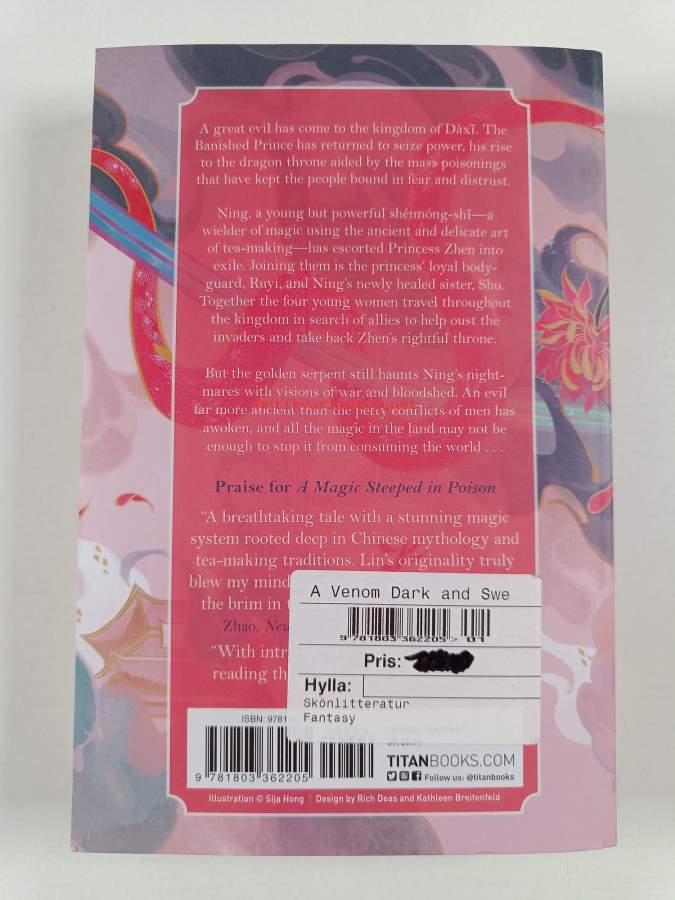 A great evil has come to the kingdom of Dàxī. The
Banished Prince has returned to seize power, his rise
to the dragon throne aided by the mass poisonings
that have kept the people bound in fear and distrust.
Ning, a young but powerful shénnóng-shī—a
wielder of magic using the ancient and delicate art
of tea-making—has escorted Princess Zhen into
exile. Joining them is the princess' loyal body-
guard, Ruyi, and Ning's newly healed sister, Shu.
Together the four young women travel throughout
the kingdom in search of allies to help oust the
invaders and take back Zhen's rightful throne.
But the golden serpent still haunts Ning's night-
mares with visions of war and bloodshed. An evil
far more ancient than the petty conflicts of men has
awoken, and all the magic in the land may not be
enough to stop it from consuming the world . . .
Praise for A Magic Steeped in Poison
“A breathtaking tale with a stunning magic
system rooted deep in Chinese mythology and
tea-making traditions. Lin's originality truly
blew my mind
the brim in
Zhao,
“With
reading
A Venom Dark and Swe
9 781803 362205 > 01
Pris:
Hylla:
Skönlitteratur
Fantasy
ISBN: 9781
9 781803 362205
TITANBOOKS.COM
Follow us: @titanbooks
Illustration © Sija Hong | Design by Rich Deas and Kathleen Breitenfeld